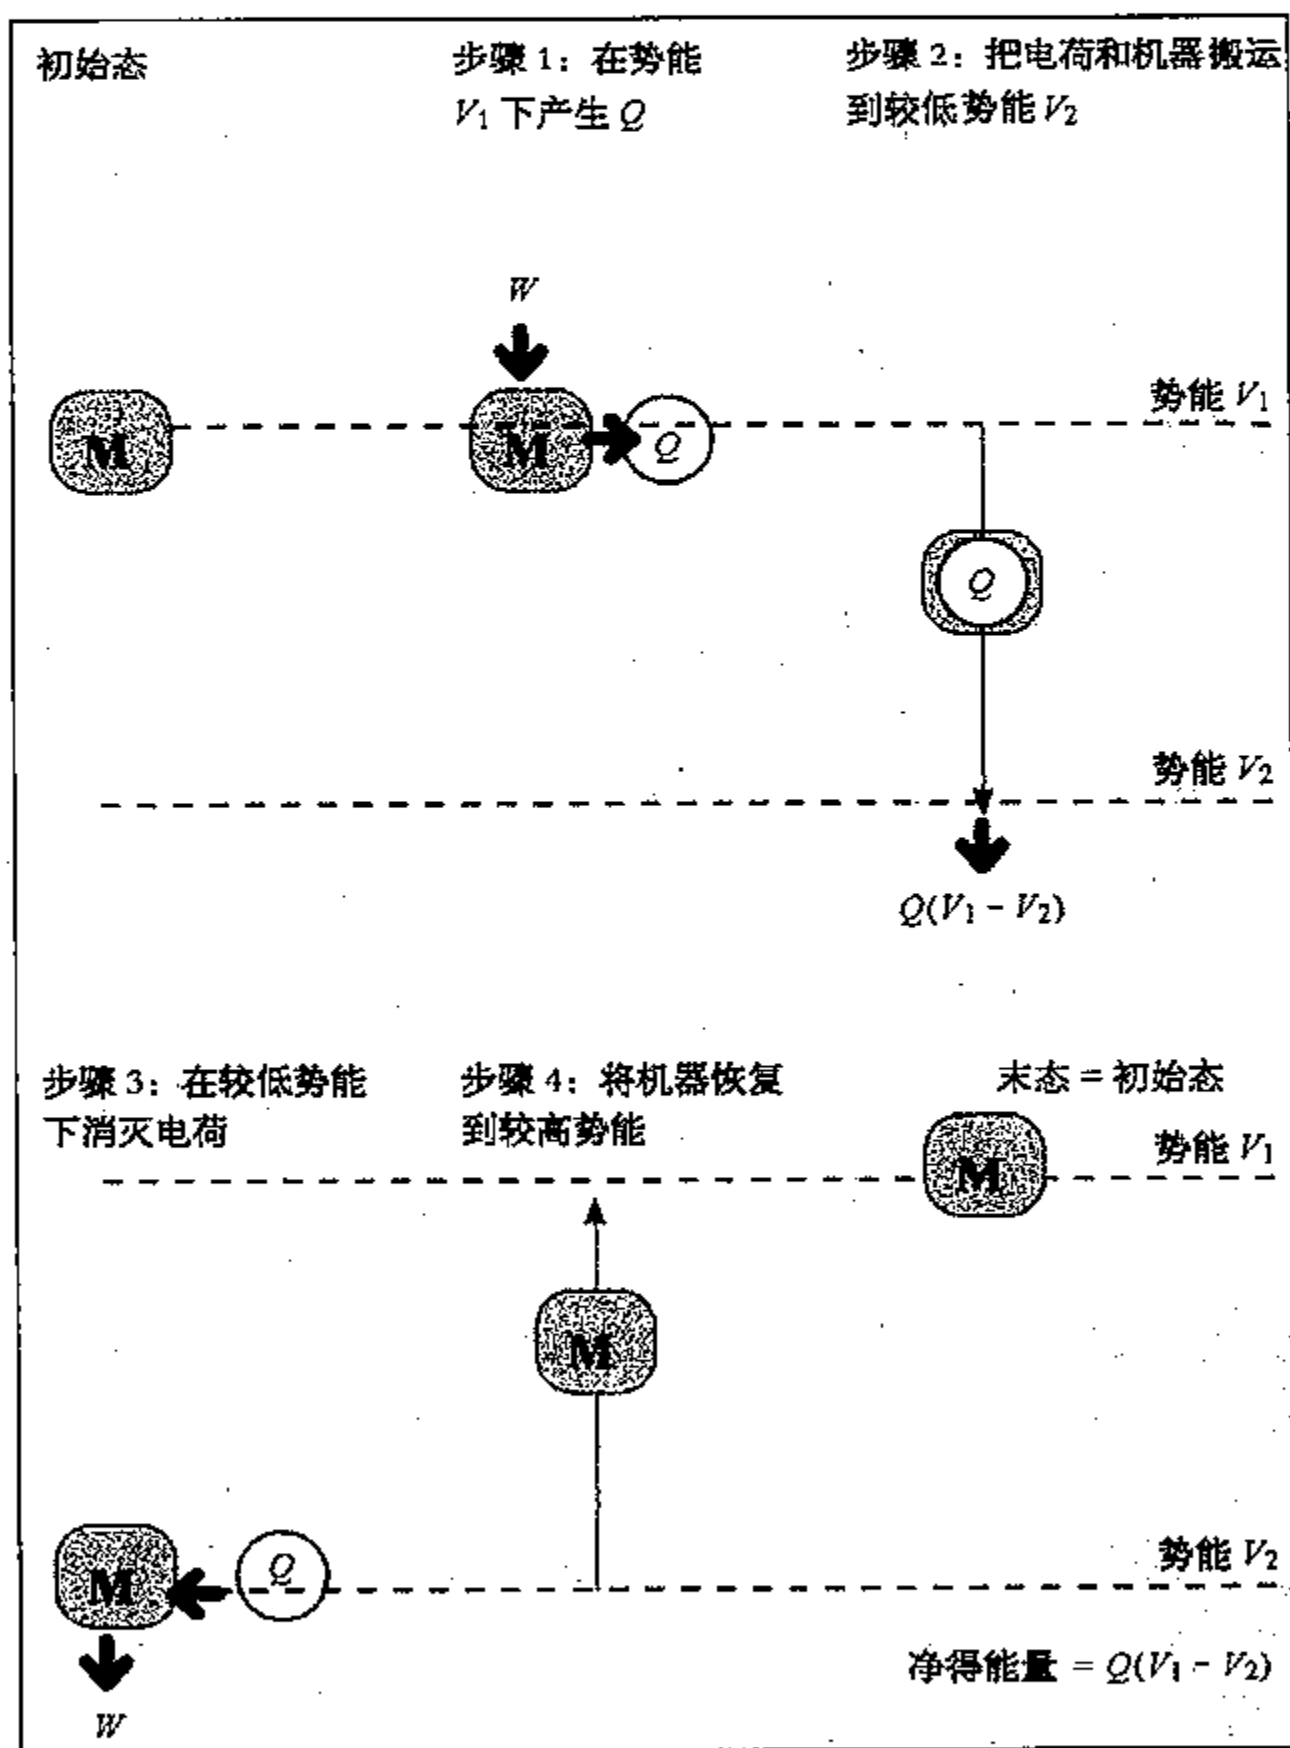 初始态
步骤 1：在势能
V₁ 下产生 Q
步骤 2：把电荷和机器搬运
到较低势能 V₂
W
势能 V₁
M
M
Q
Q
势能 V₂
Q(V₁ - V₂)
步骤 3：在较低势能
下消灭电荷
步骤 4：将机器恢复
到较高势能
末态 = 初始态
势能 V₁
M
M
势能 V₂
M
Q
净得能量 = Q(V₁ - V₂)
W